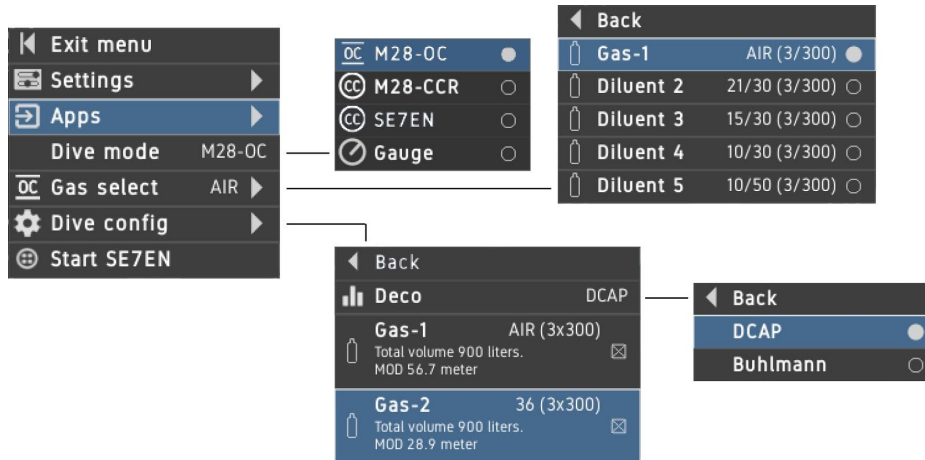 Exit menu
Settings
Apps
Dive mode M28-OC
OC Gas select AIR
Dive config
Start SE7EN
OC M28-OC
CC M28-CCR
CC SE7EN
Gauge
Back
Gas-1 AIR (3/300)
Diluent 2 21/30 (3/300)
Diluent 3 15/30 (3/300)
Diluent 4 10/30 (3/300)
Diluent 5 10/50 (3/300)
Back
Deco DCAP
Gas-1 AIR (3x300)
Total volume 900 liters.
MOD 56.7 meter
Gas-2 36 (3x300)
Total volume 900 liters.
MOD 28.9 meter
Back
DCAP
Buhlmann